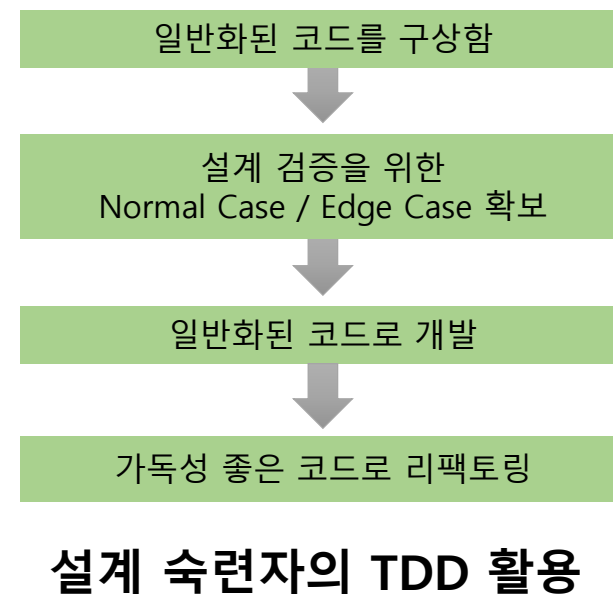 일반화된 코드를 구상함
설계 검증을 위한
Normal Case / Edge Case 확보
일반화된 코드로 개발
가독성 좋은 코드로 리팩토링
설계 숙련자의 TDD 활용